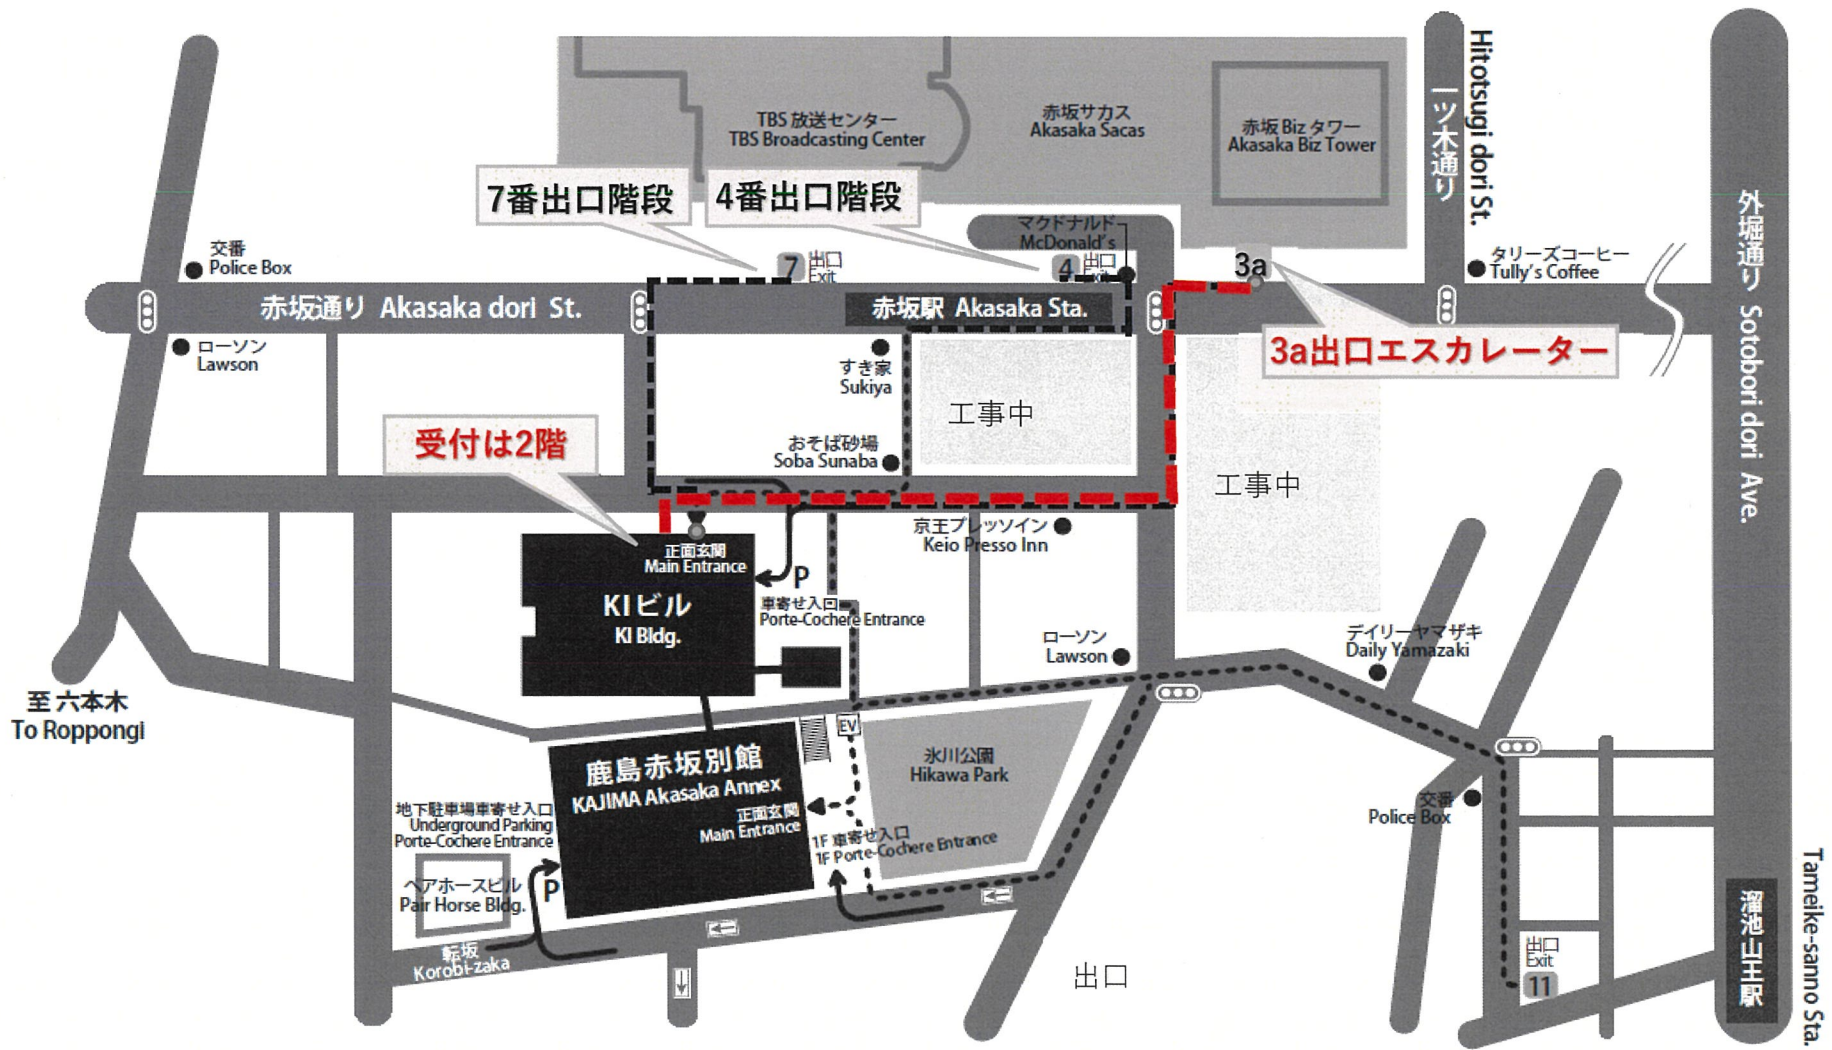 TBS 放送センター
TBS Broadcasting Center
赤坂サカス
Akasaka Sacas
赤坂 Biz タワー
Akasaka Biz Tower
一ツ木通り
Hitotsugi dori St.
外堀通り Sotobori dori Ave.
7番出口階段
4番出口階段
マクドナルド
McDonald's
交番
Police Box
7
出口
Exit
4
出口
Exit
3a
タリーズコーヒー
Tully's Coffee
赤坂通り Akasaka dori St.
赤坂駅 Akasaka Sta.
3a出口エスカレーター
ローソン
Lawson
すき家
Sukiya
工事中
受付は2階
おそば砂場
Soba Sunaba
工事中
京王プレッソイン
Keio Presso Inn
正面玄関
Main Entrance
P
KIビル
KI Bldg.
車寄せ入口
Porte-Cochere Entrance
ローソン
Lawson
デイリーヤマザキ
Daily Yamazaki
至 六本木
To Roppongi
EV
鹿島赤坂別館
KAJIMA Akasaka Annex
正面玄関
Main Entrance
氷川公園
Hikawa Park
地下駐車場車寄せ入口
Underground Parking
Porte-Cochere Entrance
1F 車寄せ入口
1F Porte-Cochere Entrance
交番
Police Box
ペアホースビル
Pair Horse Bldg.
P
転坂
Korobi-zaka
出口
出口
Exit
11
溜池山王駅
Tameike-sanno Sta.